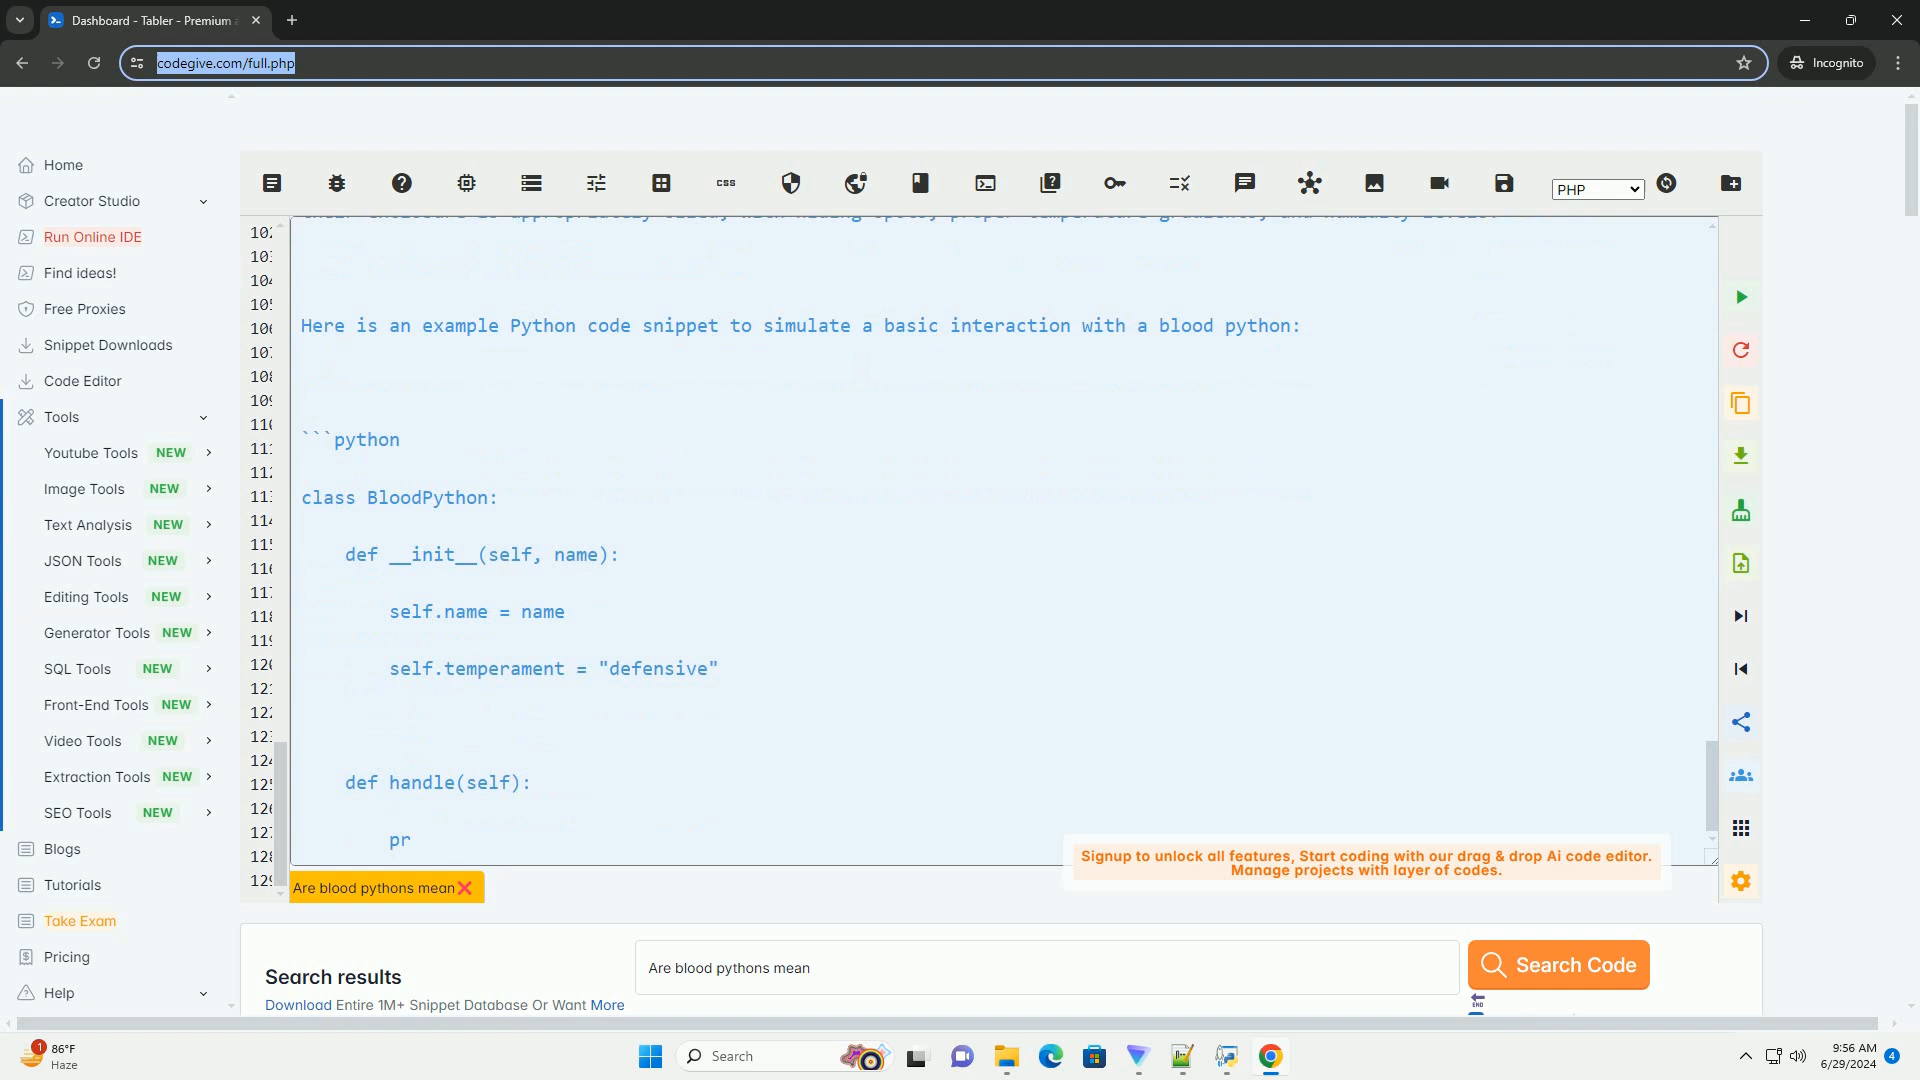 Dashboard - Tabler - Premium
codegive.com/full.php
Incognito
Home
Creator Studio
Run Online IDE
Find ideas!
Free Proxies
Snippet Downloads
Code Editor
Tools
Youtube Tools NEW
Image Tools NEW
Text Analysis NEW
JSON Tools NEW
Editing Tools NEW
Generator Tools NEW
SQL Tools NEW
Front-End Tools NEW
Video Tools NEW
Extraction Tools NEW
SEO Tools NEW
Blogs
Tutorials
Take Exam
Pricing
Help
css
PHP
Here is an example Python code snippet to simulate a basic interaction with a blood python:
```python
class BloodPython:
def __init__(self, name):
self.name = name
self.temperament = "defensive"
def handle(self):
pr
Signup to unlock all features, Start coding with our drag & drop Ai code editor.
Manage projects with layer of codes.
Are blood pythons mean
Search results
Download Entire 1M+ Snippet Database Or Want More
Are blood pythons mean
Search Code
END
1
86°F
Haze
Search
9:56 AM
6/29/2024
4